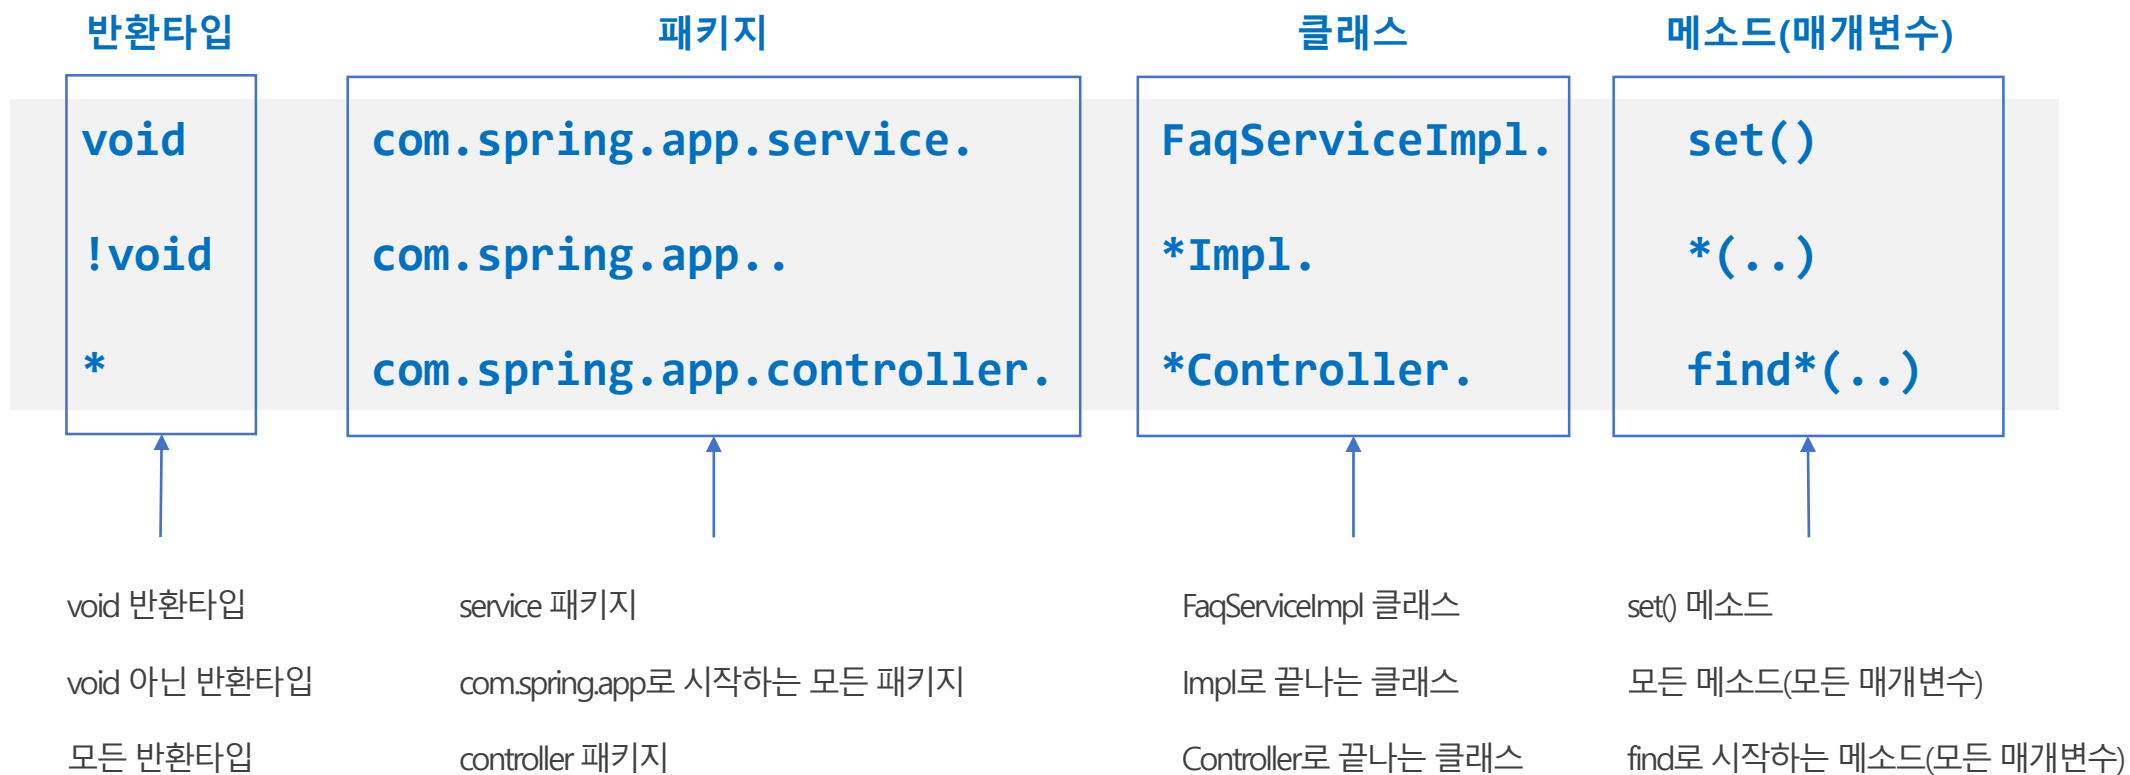 반환타입 패키지 클래스 메소드(매개변수)
void com.spring.app.service. FaqServiceImpl. set()
!void com.spring.app.. *Impl. *(..)
* com.spring.app.controller. *Controller. find*(..)
void 반환타입 service 패키지 FaqServiceImpl 클래스 set() 메소드
void 아닌 반환타입 com.spring.app로 시작하는 모든 패키지 Impl로 끝나는 클래스 모든 메소드(모든 매개변수)
모든 반환타입 controller 패키지 Controller로 끝나는 클래스 find로 시작하는 메소드(모든 매개변수)